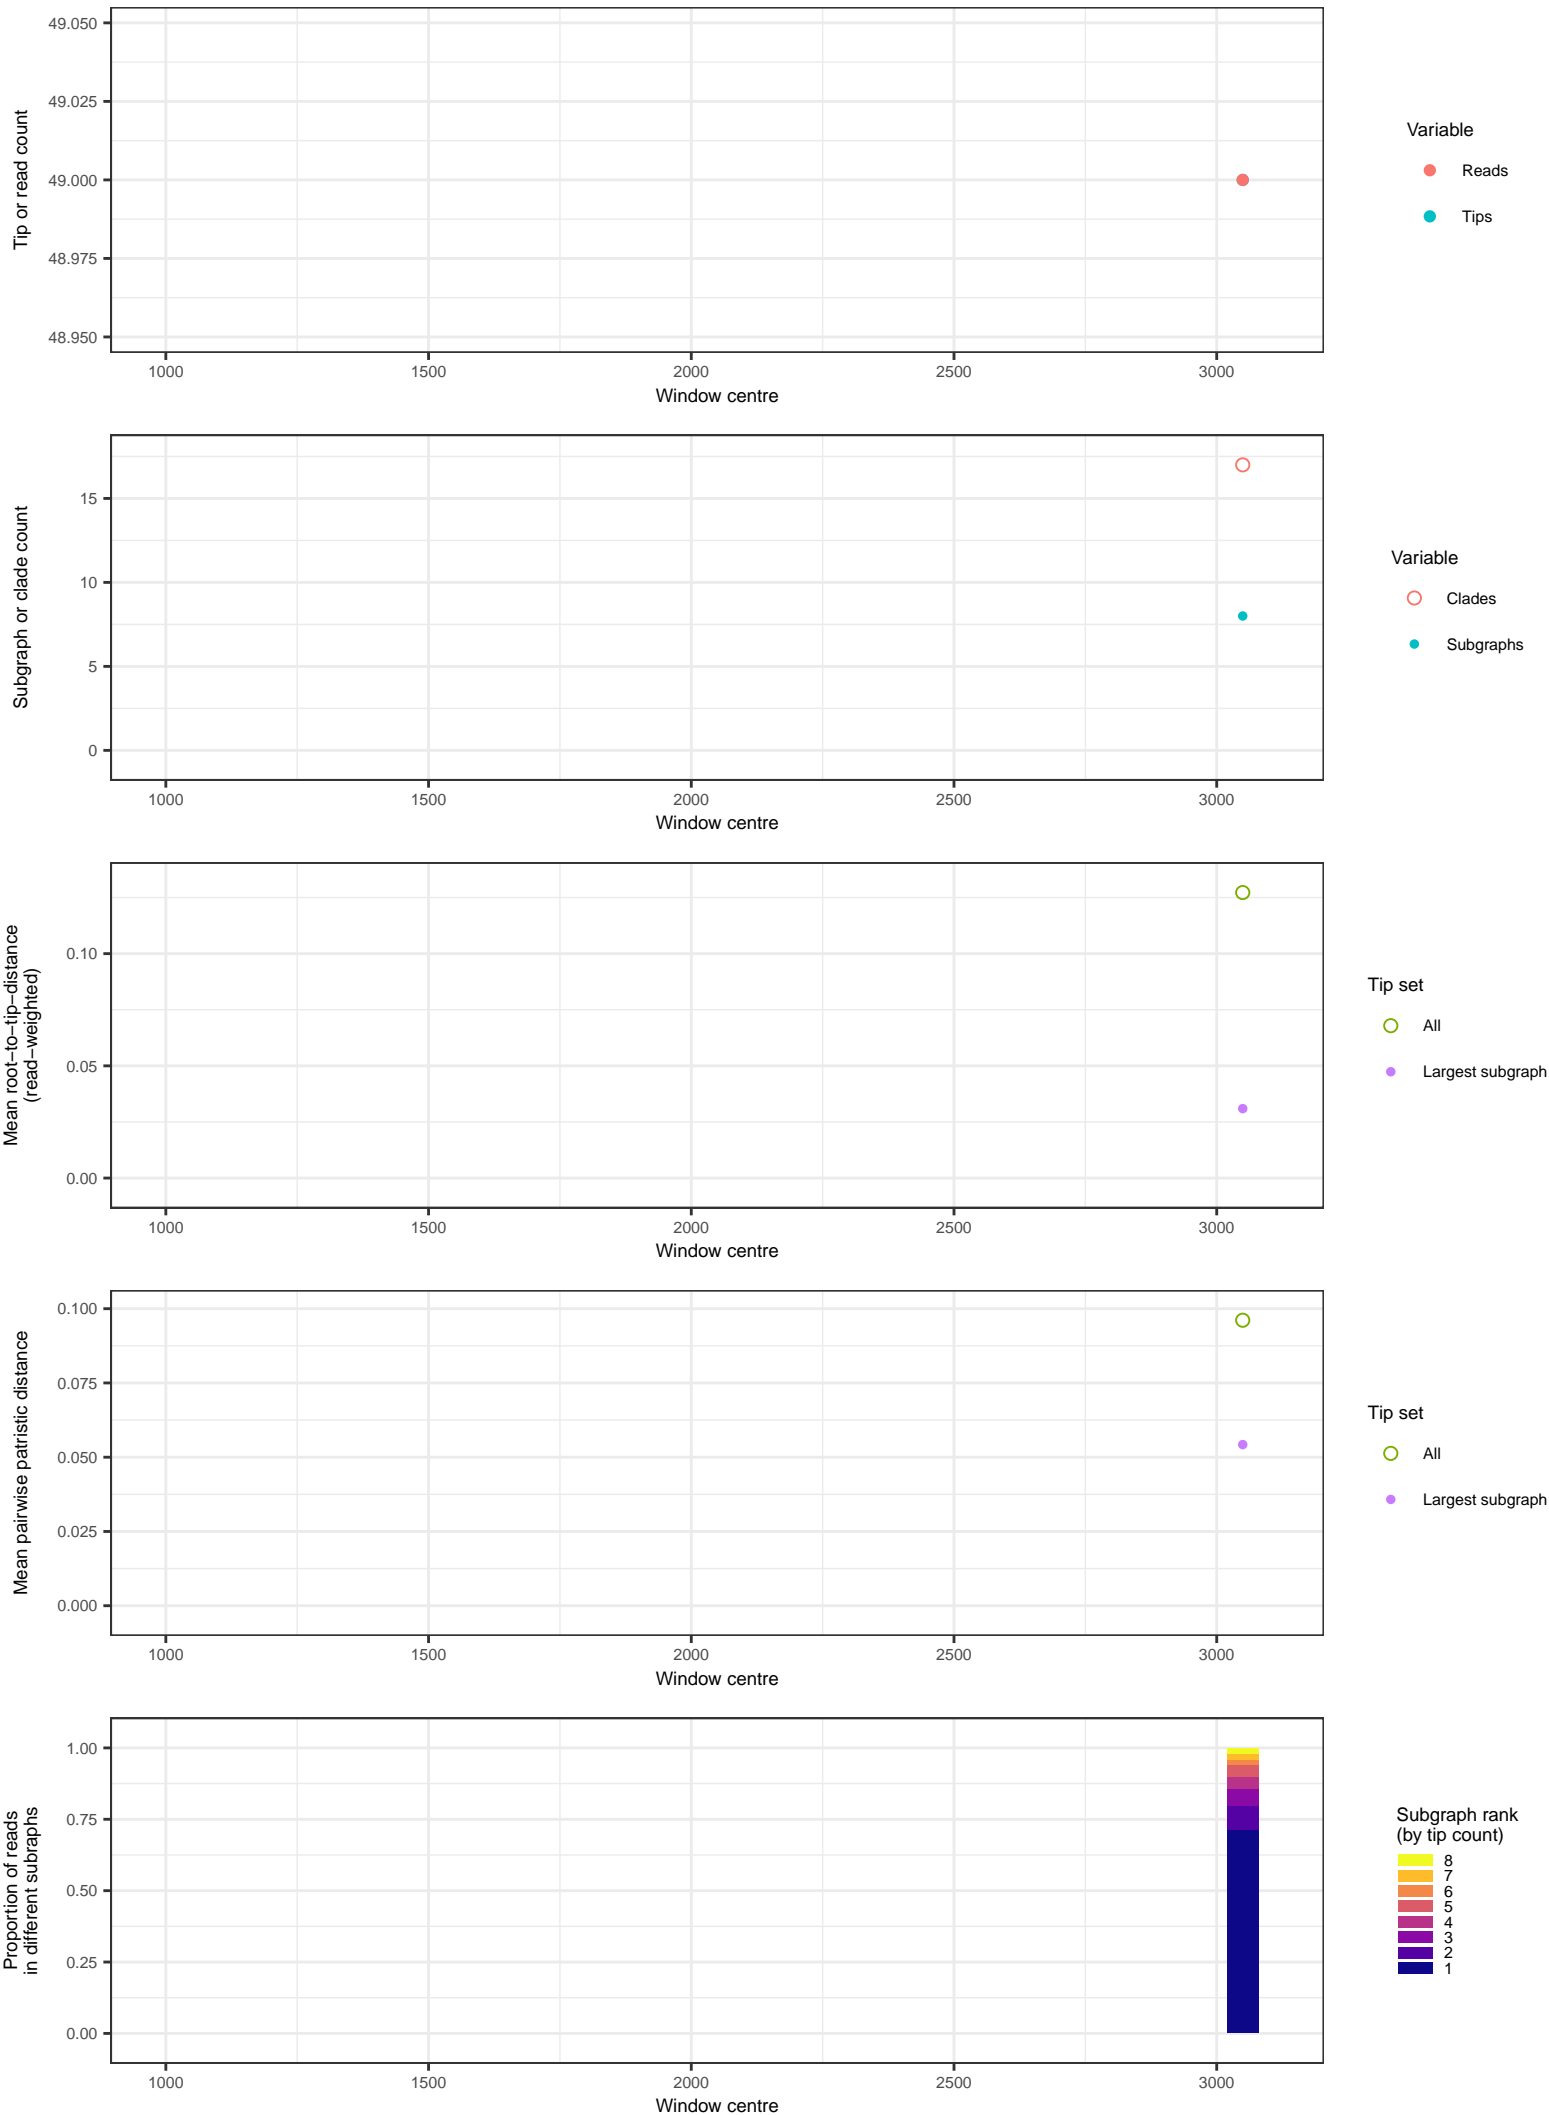 49.050
49.025
49.000
48.975
48.950
Tip or read count
1000 1500 2000 2500 3000
Window centre
Variable
Reads
Tips
15
10
5
0
Subgraph or clade count
1000 1500 2000 2500 3000
Window centre
Variable
Clades
Subgraphs
0.10
0.05
0.00
Mean root−to−tip−distance
(read−weighted)
1000 1500 2000 2500 3000
Window centre
Tip set
All
Largest subgraph
0.100
0.075
0.050
0.025
0.000
Mean pairwise patristic distance
1000 1500 2000 2500 3000
Window centre
Tip set
All
Largest subgraph
1.00
0.75
0.50
0.25
0.00
Proportion of reads
in different subraphs
1000 1500 2000 2500 3000
Window centre
Subgraph rank
(by tip count)
8
7
6
5
4
3
2
1